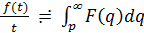 f(t)/t ≓ ∫_p^∞ F(q)dq